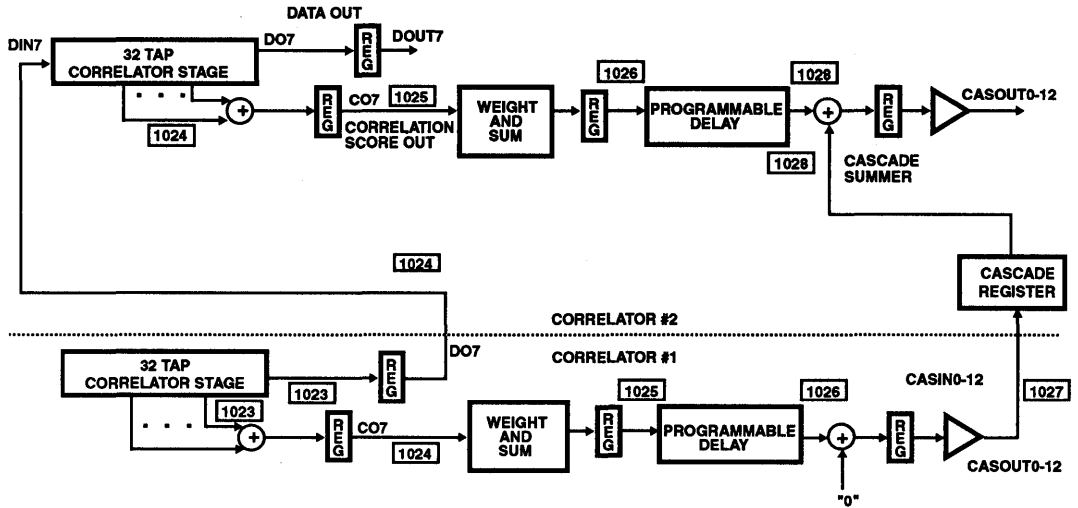 DATA OUT
DIN7
DO7
REG
DOUT7
32 TAP
CORRELATOR STAGE
. . .
+
1024
REG
CO7
1025
CORRELATION
SCORE OUT
WEIGHT
AND
SUM
REG
1026
PROGRAMMABLE
DELAY
1028
+
1028
REG
CASOUT0-12
CASCADE
SUMMER
1024
CASCADE
REGISTER
CORRELATOR #2
DO7
CORRELATOR #1
32 TAP
CORRELATOR STAGE
1023
REG
. . .
1023
+
REG
CO7
1024
WEIGHT
AND
SUM
REG
1025
PROGRAMMABLE
DELAY
1026
+
"0"
REG
CASIN0-12
1027
CASOUT0-12